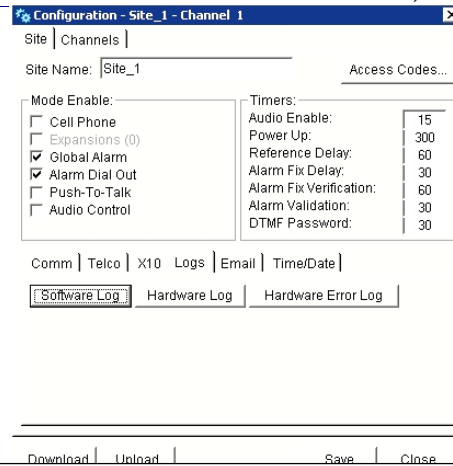 Configuration - Site_1 - Channel 1
Site Channels
Site Name: Site_1 Access Codes...
Mode Enable:
Cell Phone
Expansions (0)
Global Alarm
Alarm Dial Out
Push-To-Talk
Audio Control
Timers:
Audio Enable: 15
Power Up: 300
Reference Delay: 60
Alarm Fix Delay: 30
Alarm Fix Verification: 60
Alarm Validation: 30
DTMF Password: 30
Comm Telco X10 Logs Email Time/Date
Software Log Hardware Log Hardware Error Log
Download Upload Save Close